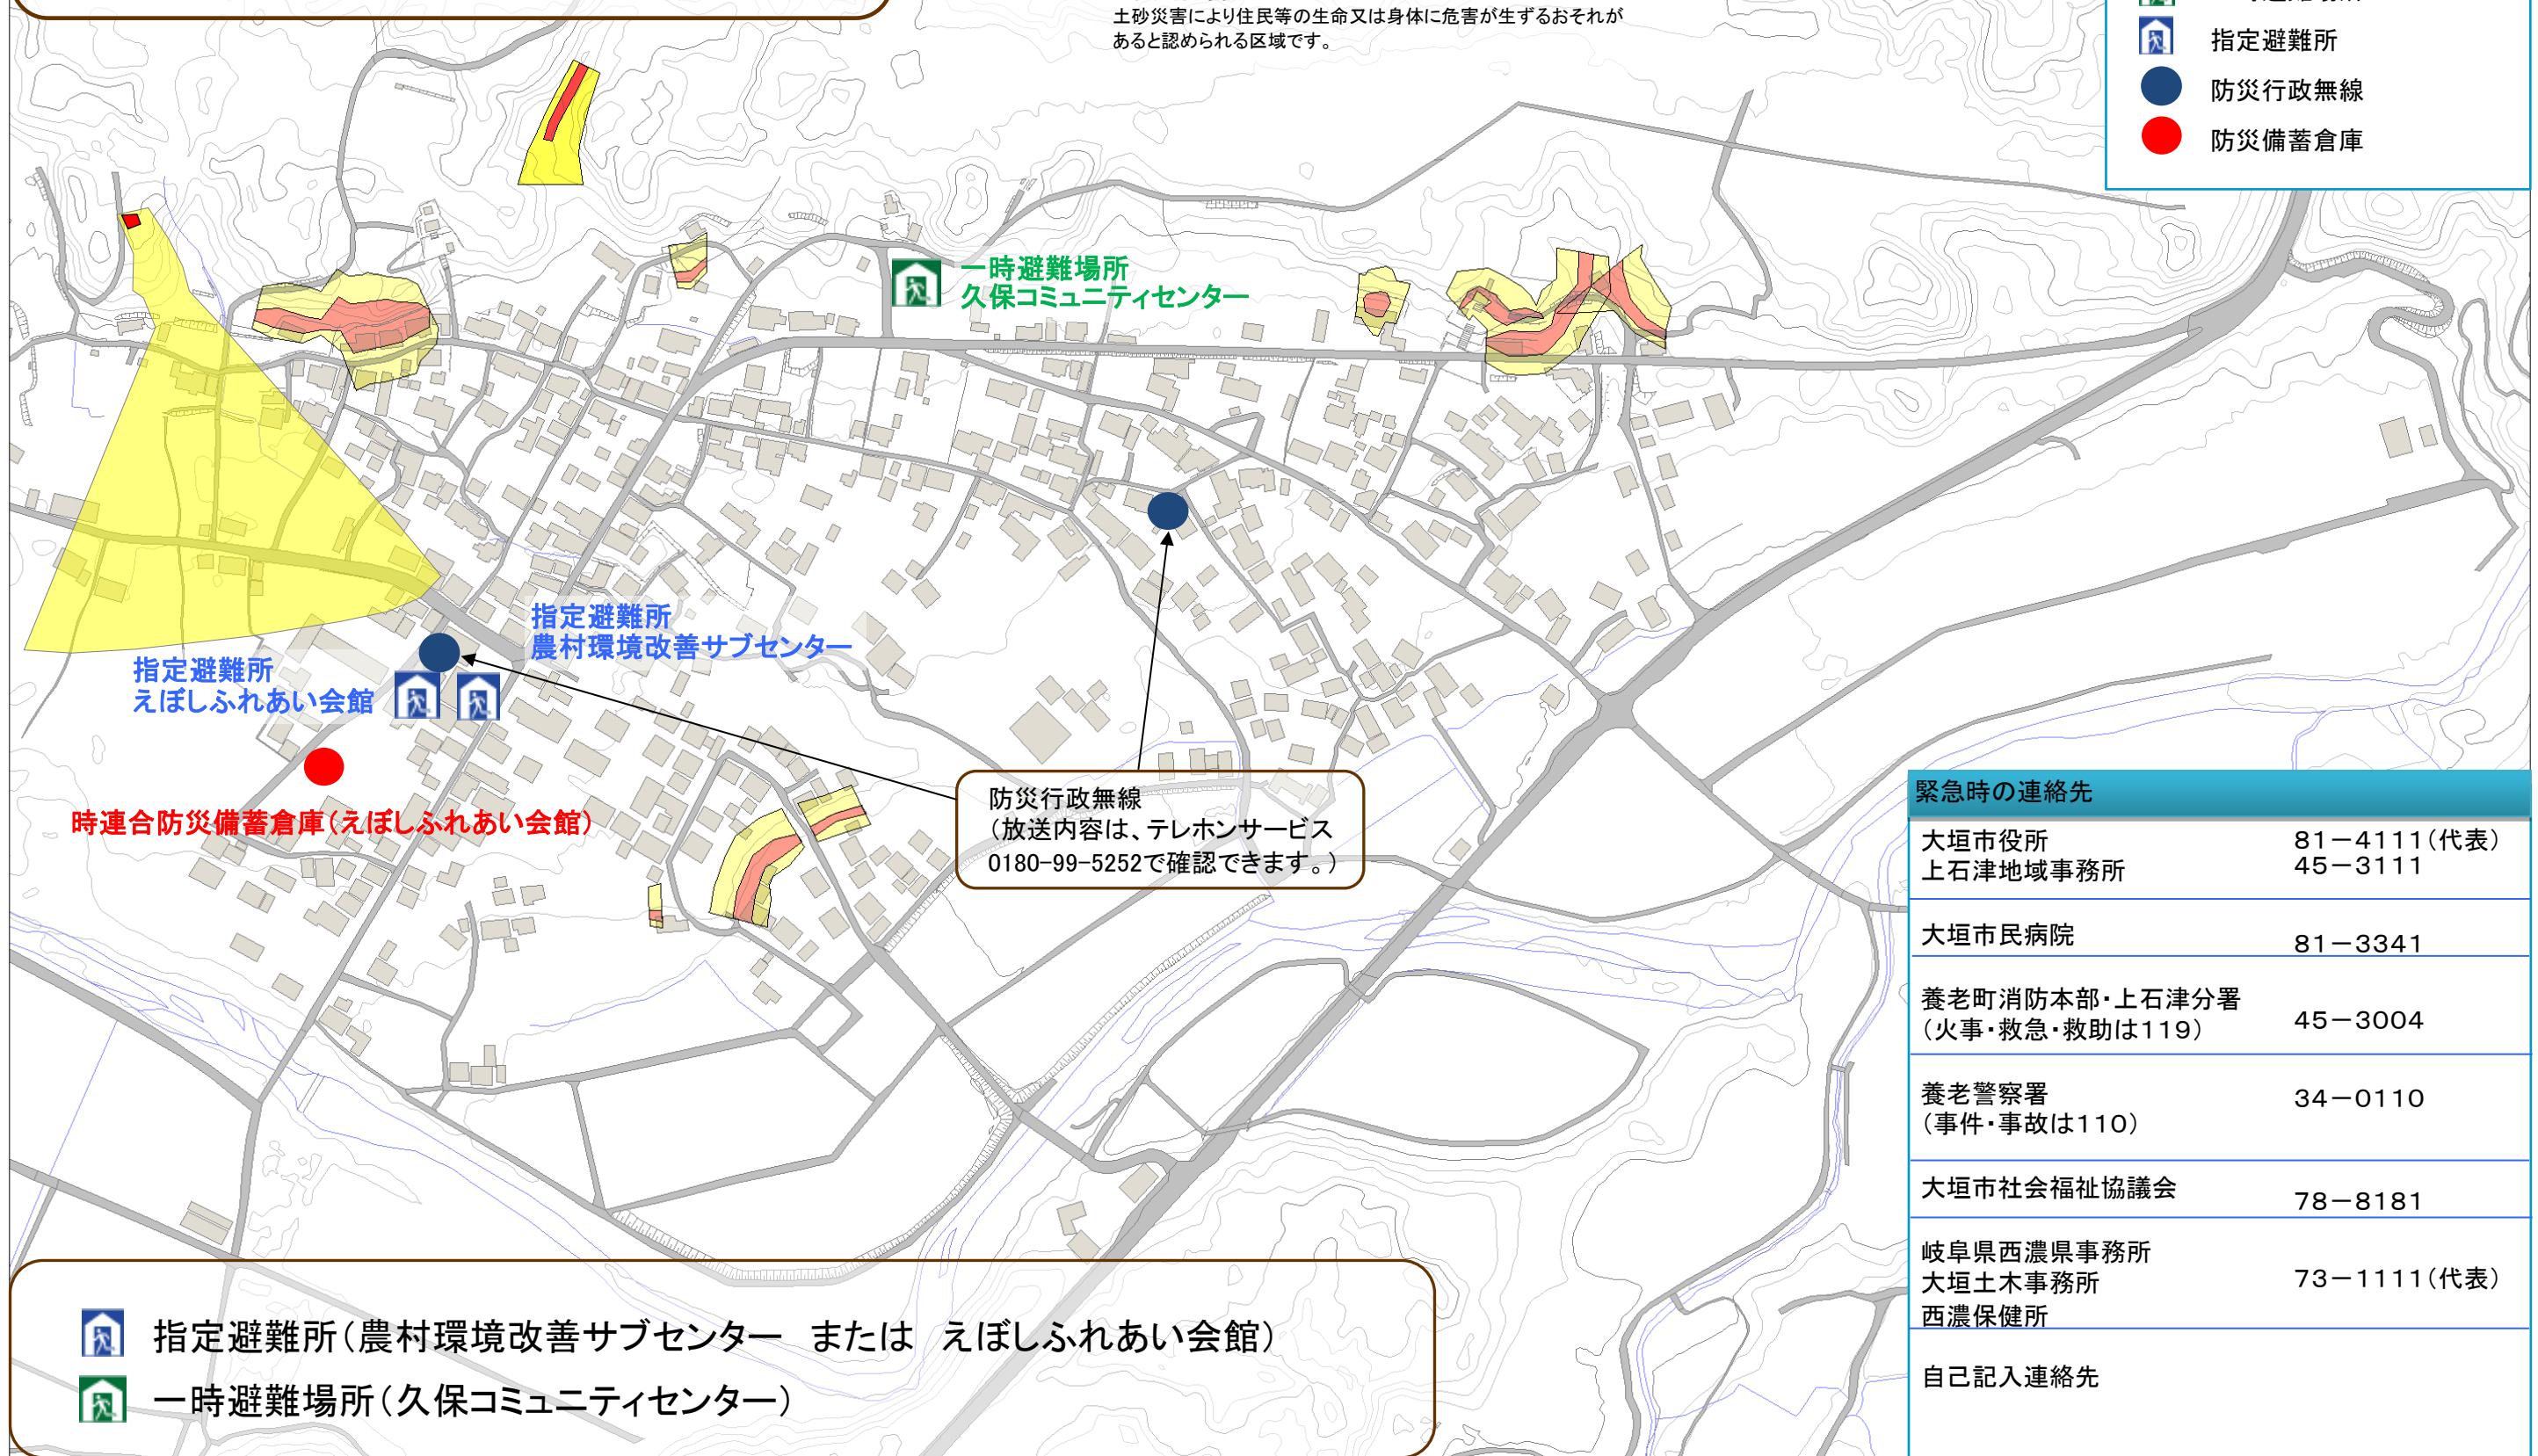 土砂災害により住民等の生命又は身体に危害が生ずるおそれが
あると認められる区域です。
指定避難所
防災行政無線
防災備蓄倉庫
一時避難場所
久保コミュニティセンター
指定避難所
農村環境改善サブセンター
指定避難所
えぼしふれあい会館
時連合防災備蓄倉庫(えぼしふれあい会館)
防災行政無線
(放送内容は、テレホンサービス
0180-99-5252で確認できます。)
緊急時の連絡先
大垣市役所 81-4111(代表)
上石津地域事務所 45-3111
大垣市民病院 81-3341
養老町消防本部・上石津分署
(火事・救急・救助は119) 45-3004
養老警察署 34-0110
(事件・事故は110)
大垣市社会福祉協議会 78-8181
岐阜県西濃県事務所
大垣土木事務所 73-1111(代表)
西濃保健所
自己記入連絡先
指定避難所(農村環境改善サブセンター または えぼしふれあい会館)
一時避難場所(久保コミュニティセンター)